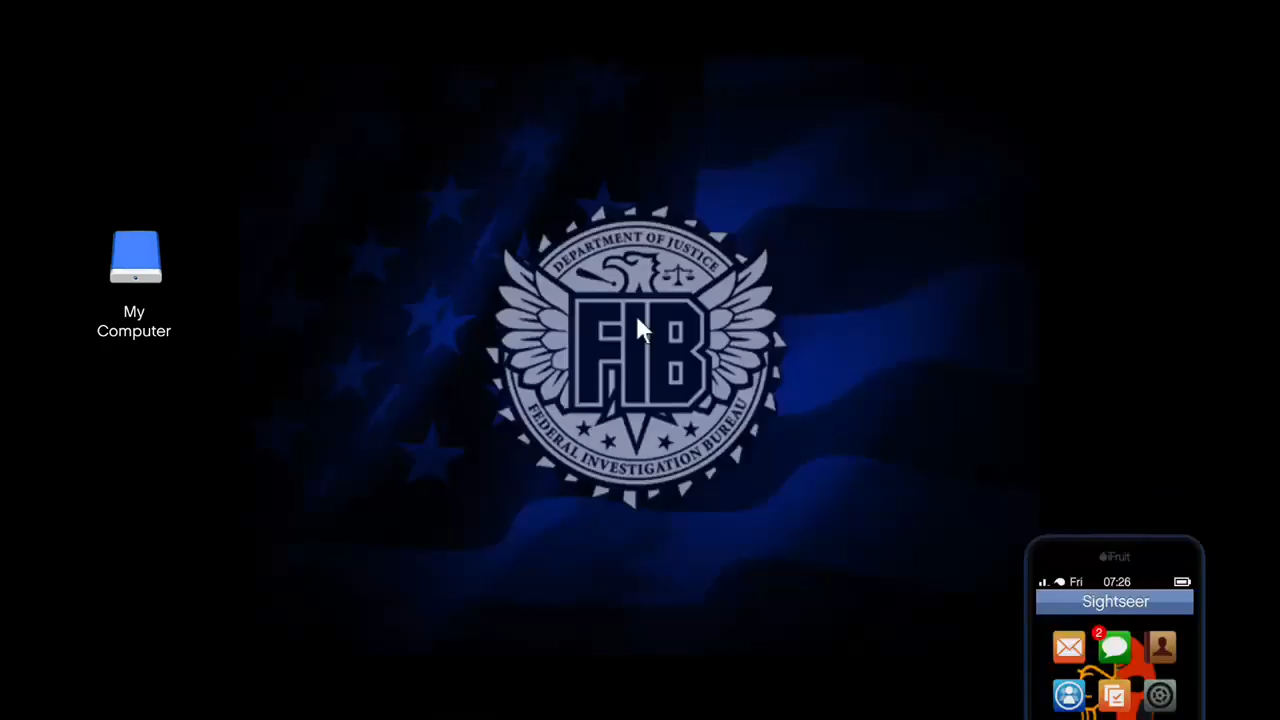 DEPARTMENT OF JUSTICE
FIB
FEDERAL INVESTIGATION BUREAU
My
Computer
iFruit
Fri 07:26
Sightseer
2